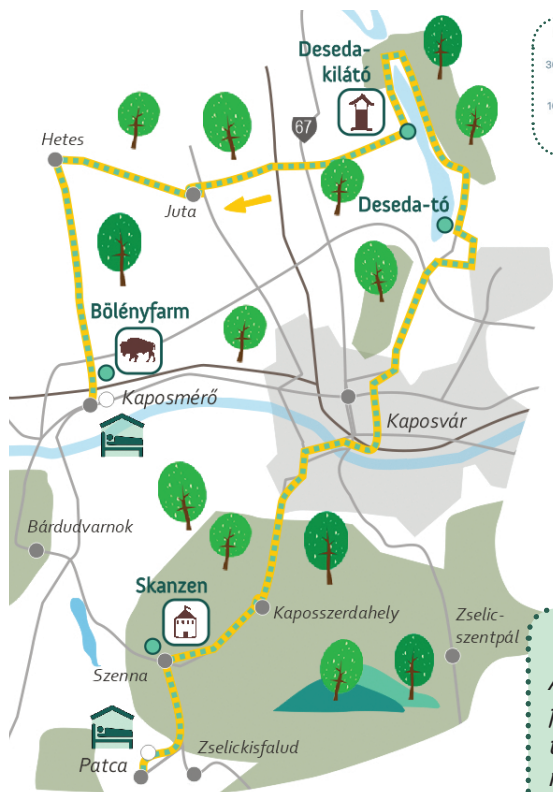 Deseda-
kilátó
67
Hetes
Juta
Deseda-tó
Bölényfarm
Kaposmérő
Kaposvár
Bárdudvarnok
Skanzen
Kaposszerdahely
Zselic-
szentpál
Szenna
Zselickisfalud
Patca